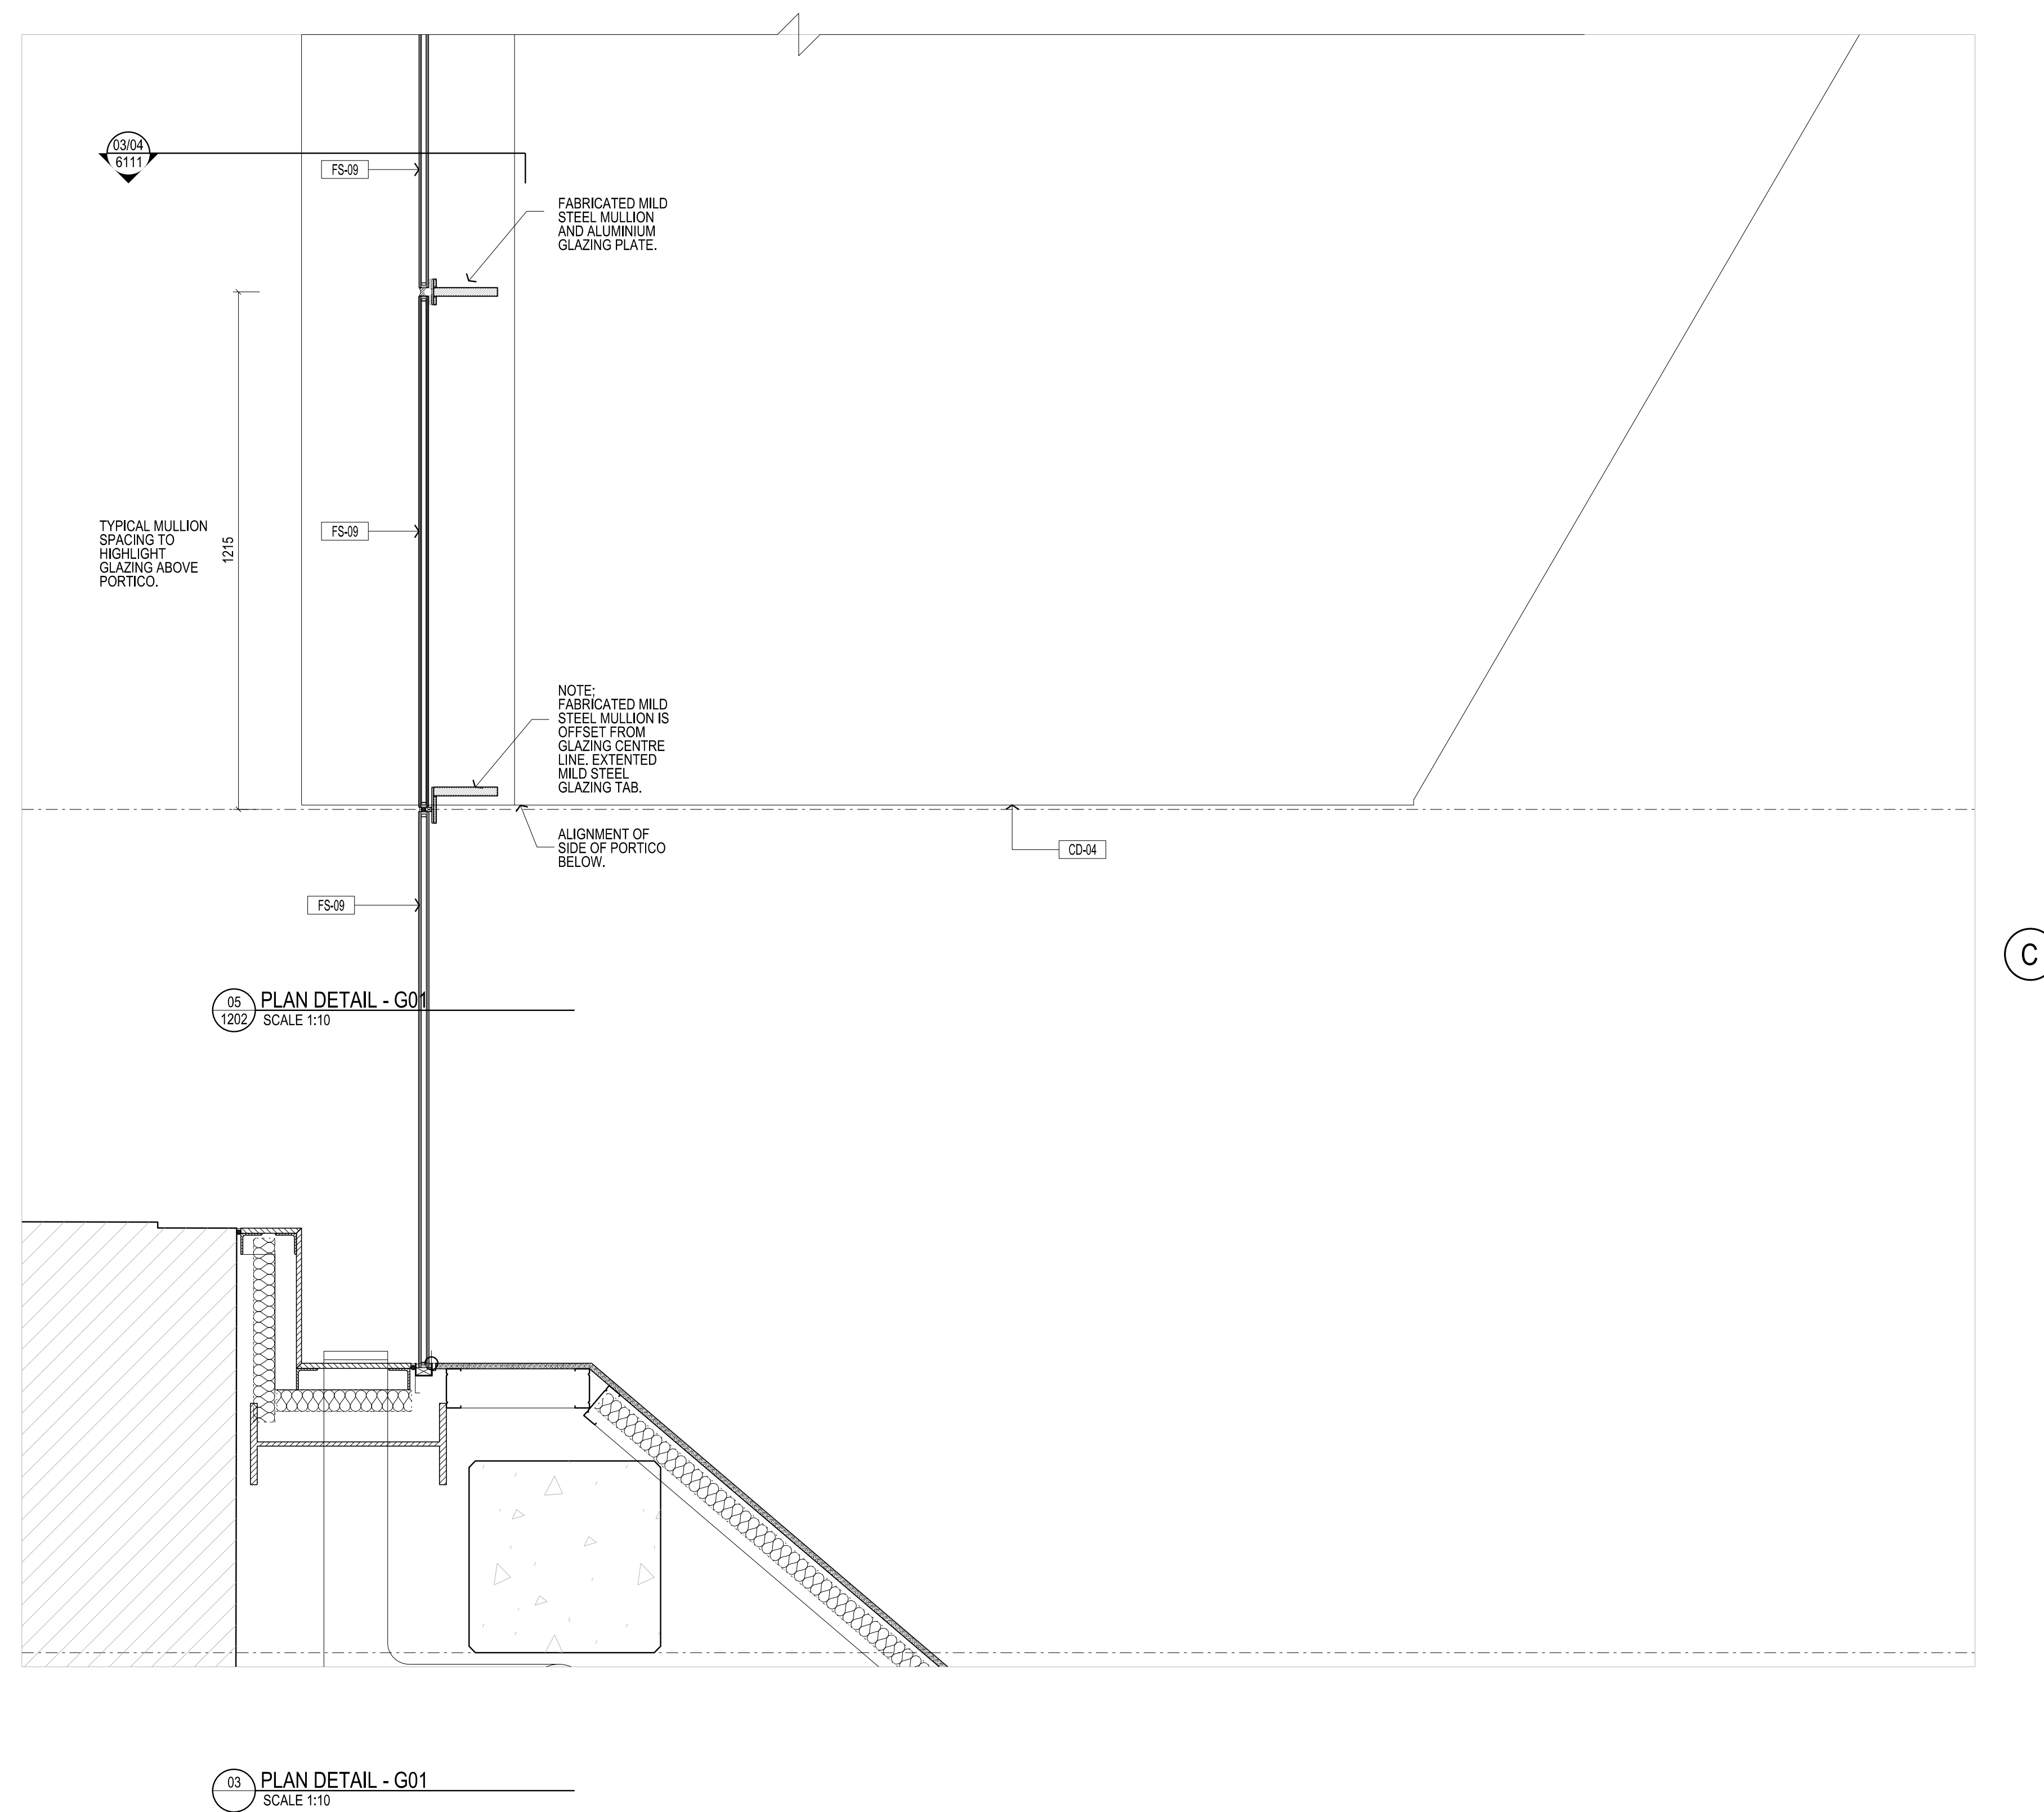 03/04
6111
FS-09
FABRICATED MILD
STEEL MULLION
AND ALUMINIUM
GLAZING PLATE.
TYPICAL MULLION
SPACING TO
HIGHLIGHT
GLAZING ABOVE
PORTICO.
1215
FS-09
NOTE;
FABRICATED MILD
STEEL MULLION IS
OFFSET FROM
GLAZING CENTRE
LINE. EXTENTED
MILD STEEL
GLAZING TAB.
ALIGNMENT OF
SIDE OF PORTICO
BELOW.
CD-04
FS-09
C
05
1202
PLAN DETAIL - G01
SCALE 1:10
03
PLAN DETAIL - G01
SCALE 1:10